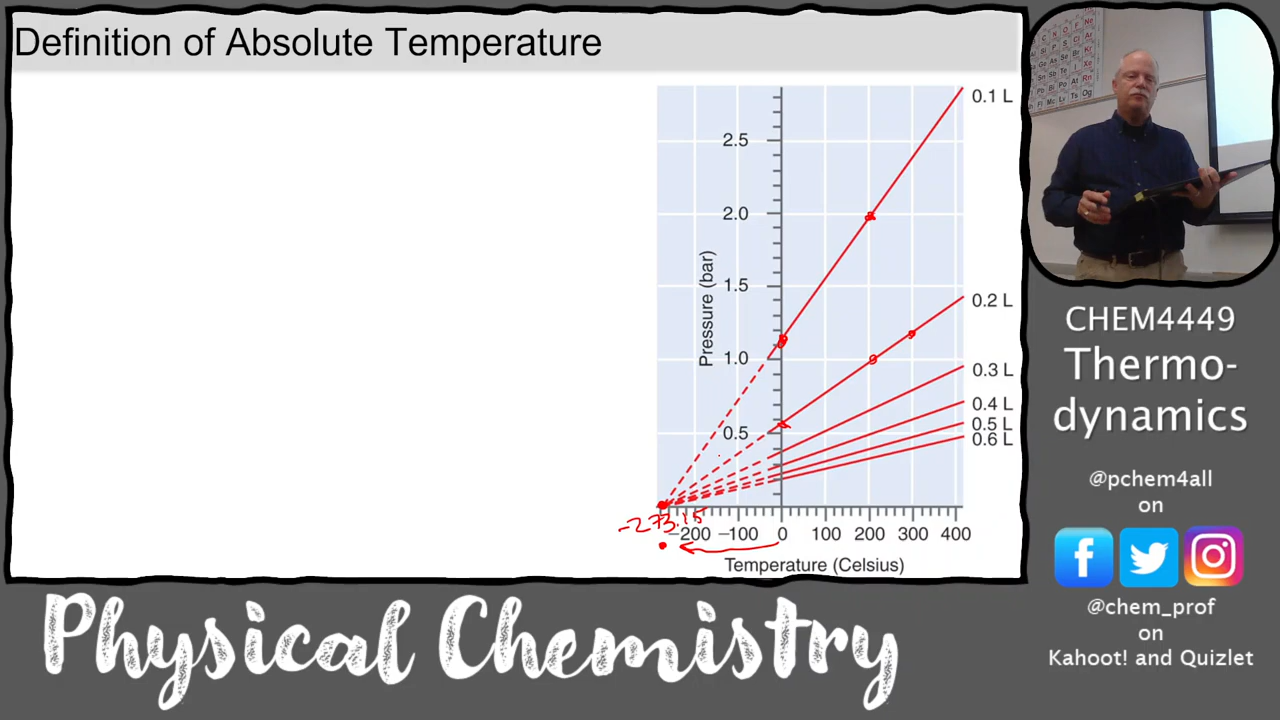 Definition of Absolute Temperature
0.1 L
2.5
2.0
1.5
0.2 L
Pressure (bar)
1.0
0.3 L
0.4 L
0.5 L
0.6 L
0.5
-273.15
−200 −100 0 100 200 300 400
Temperature (Celsius)
CHEM4449
Thermo-
dynamics
@pchem4all
on
@chem_prof
on
Kahoot! and Quizlet
Physical Chemistry